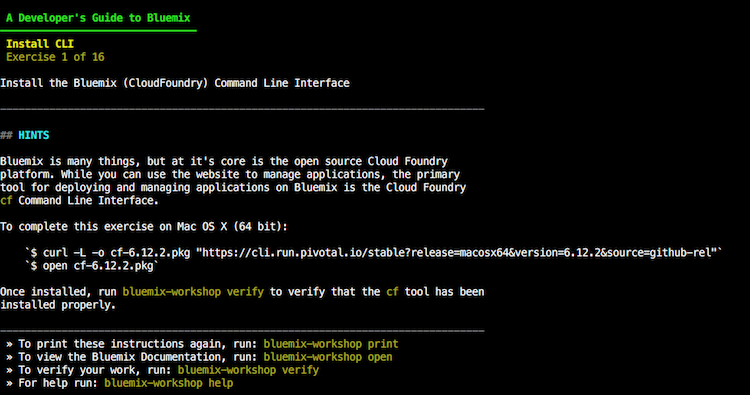 A Developer's Guide to Bluemix
Install CLI
Exercise 1 of 16
Install the Bluemix (CloudFoundry) Command Line Interface
## HINTS
Bluemix is many things, but at it's core is the open source Cloud Foundry
platform. While you can use the website to manage applications, the primary
tool for deploying and managing applications on Bluemix is the Cloud Foundry
cf Command Line Interface.
To complete this exercise on Mac OS X (64 bit):
`$ curl -L -o cf-6.12.2.pkg "https://cli.run.pivotal.io/stable?release=macosx64&version=6.12.2&source=github-rel"`
`$ open cf-6.12.2.pkg`
Once installed, run bluemix-workshop verify to verify that the cf tool has been
installed properly.
» To print these instructions again, run: bluemix-workshop print
» To view the Bluemix Documentation, run: bluemix-workshop open
» To verify your work, run: bluemix-workshop verify
» For help run: bluemix-workshop help